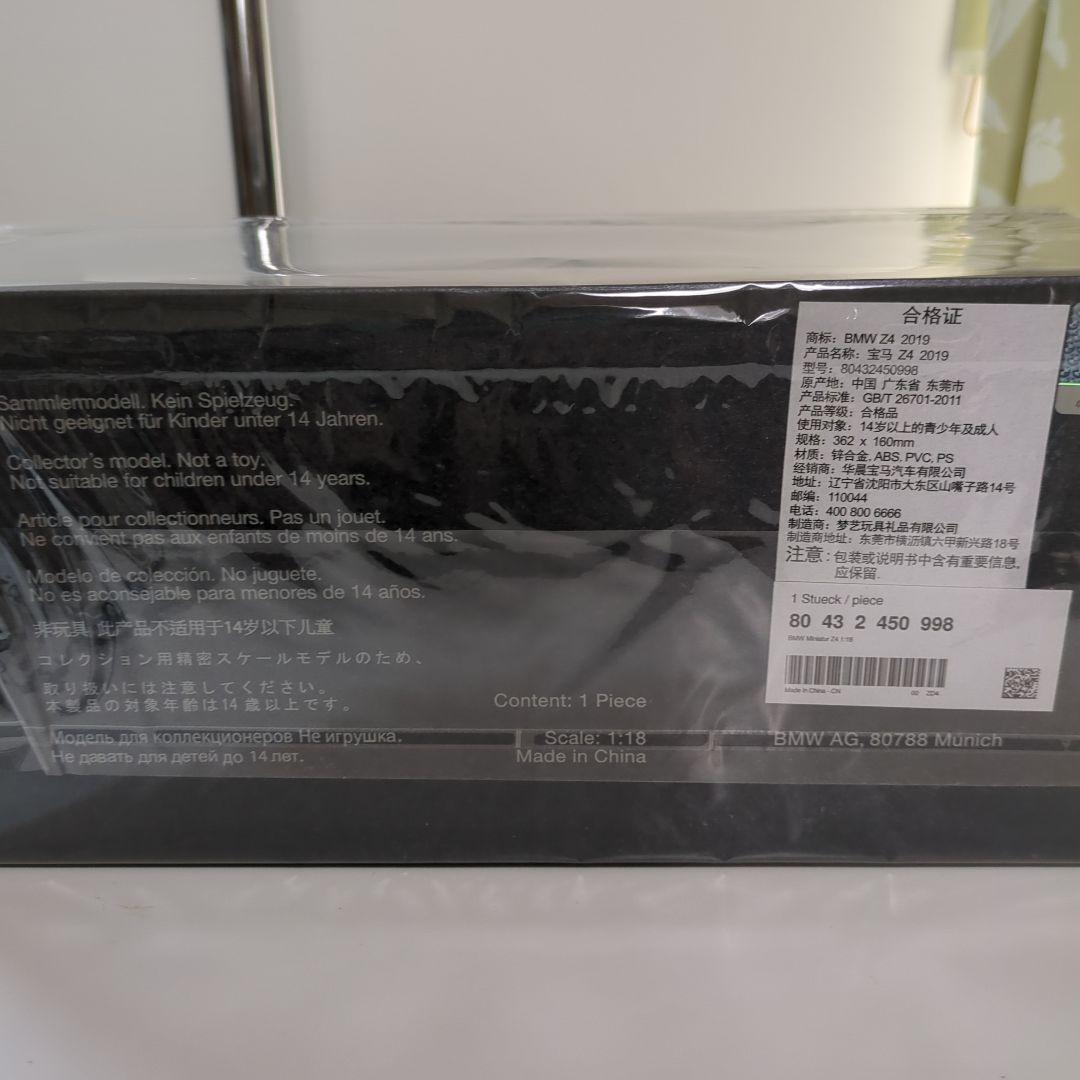 Sammlermodell. Kein Spielzeug.
Nicht geeignet für Kinder unter 14 Jahren.
Collector's model. Not a toy.
Not suitable for children under 14 years.
Article pour collectionneurs. Pas un jouet.
Ne convient pas aux enfants de moins de 14 ans.
Modelo de colección. No juguete.
No es aconsejable para menores de 14 años.
非玩具 此产品不适用于14岁以下儿童
コレクション用精密スケールモデルのため、
取り扱いには注意してください。
本製品の対象年齢は14歳以上です。
Модель для коллекционеров Не игрушка.
Не давать для детей до 14 лет.
Content: 1 Piece
Scale: 1:18
Made in China
BMW AG, 80788 Munich
合格证
商标: BMW Z4 2019
产品名称: 宝马 Z4 2019
型号: 80432450998
原产地: 中国 广东省 东莞市
产品标准: GB/T 26701-2011
产品等级: 合格品
使用对象: 14岁以上的青少年及成人
规格: 362 x 160mm
材质: 锌合金, ABS, PVC, PS
经销商: 华晨宝马汽车有限公司
地址: 辽宁省沈阳市大东区山嘴子路14号
邮编: 110044
电话: 400 800 6666
制造商: 梦艺玩具礼品有限公司
制造商地址: 东莞市横沥镇六甲新兴路18号
注意: 包装或说明书中含有重要信息,
应保留.
1 Stueck / piece
80 43 2 450 998
BMW Miniatur Z4 1:18
Made in China -CN 00 ZD4